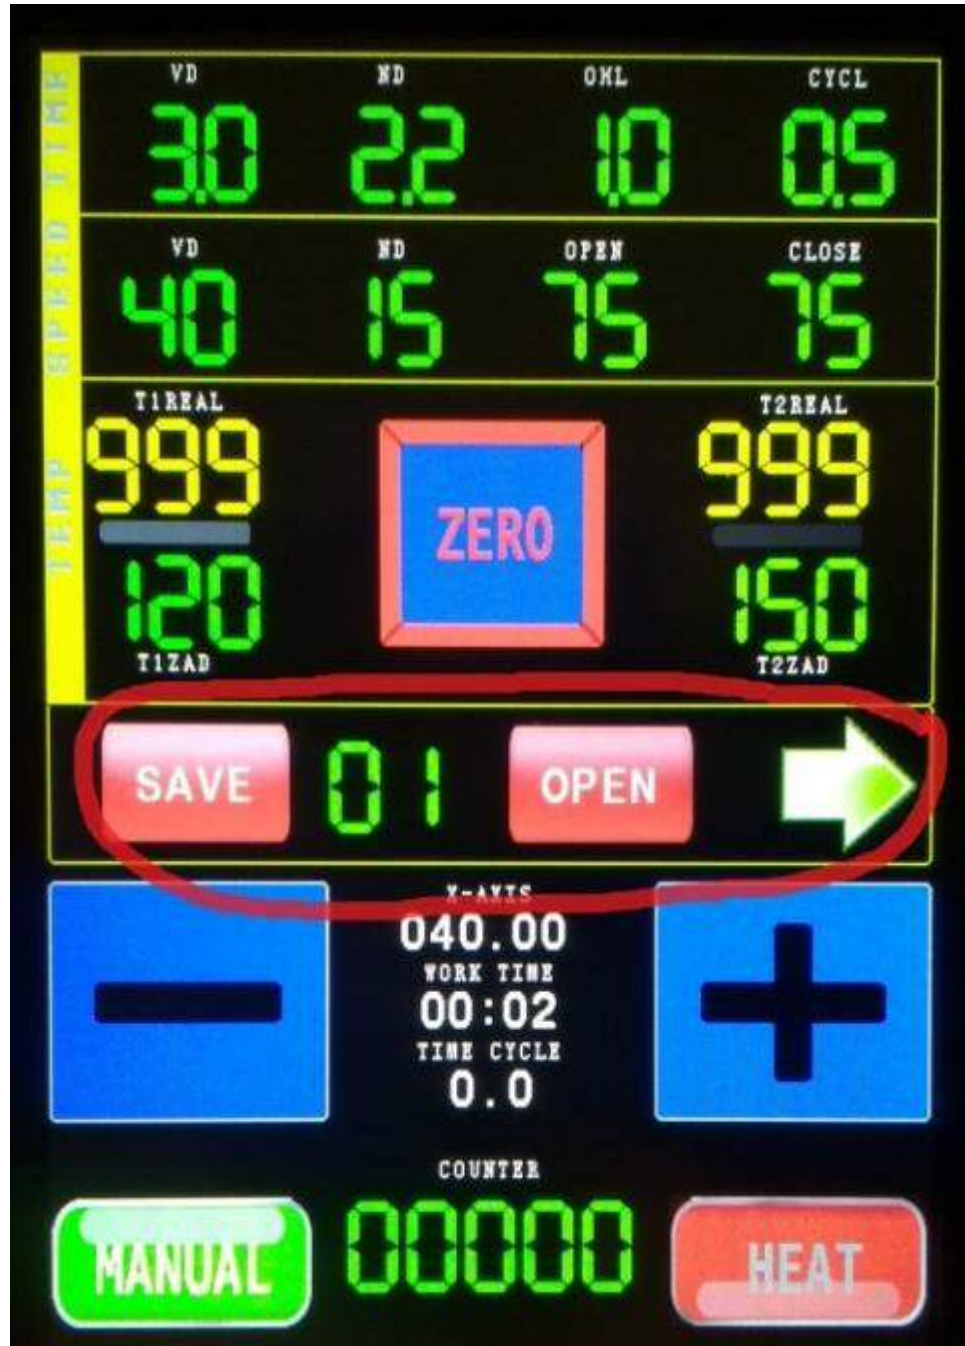 TIME
VD ND OHL CYCL
3.0 2.2 1.0 0.5
SPEED
VD ND OPEN CLOSE
40 15 75 75
TEMP
T1REAL T2REAL
999 999
ZERO
120 150
T1ZAD T2ZAD
SAVE 01 OPEN
X-AXIS
040.00
WORK TIME
00:02
TIME CYCLE
0.0
COUNTER
MANUAL 00000 HEAT